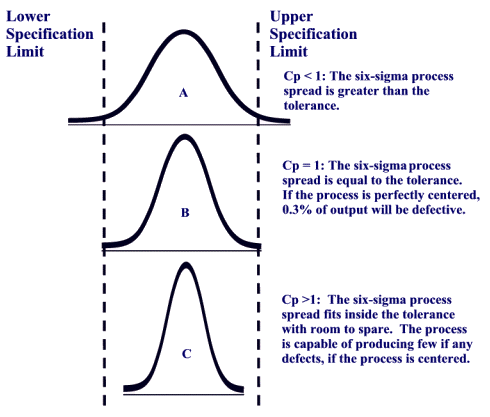 Lower
Specification
Limit
Upper
Specification
Limit
A
Cp < 1: The six-sigma process
spread is greater than the
tolerance.
B
Cp = 1: The six-sigma process
spread is equal to the tolerance.
If the process is perfectly centered,
0.3% of output will be defective.
C
Cp >1:  The six-sigma process
spread fits inside the tolerance
with room to spare.  The process
is capable of producing few if any
defects, if the process is centered.